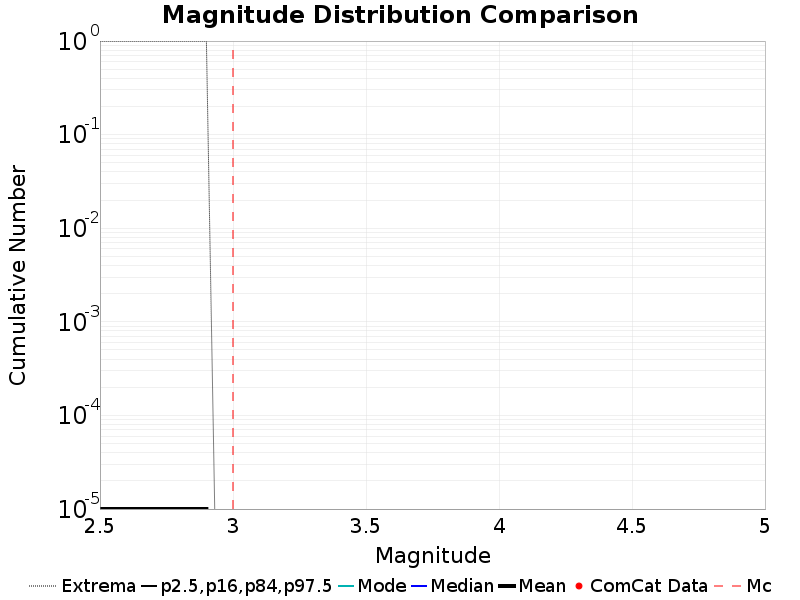 Magnitude Distribution Comparison
Cumulative Number
10^0
10^-1
10^-2
10^-3
10^-4
10^-5
2.5 3 3.5 4 4.5 5
Magnitude
Extrema p2.5,p16,p84,p97.5 Mode Median Mean ComCat Data Mc